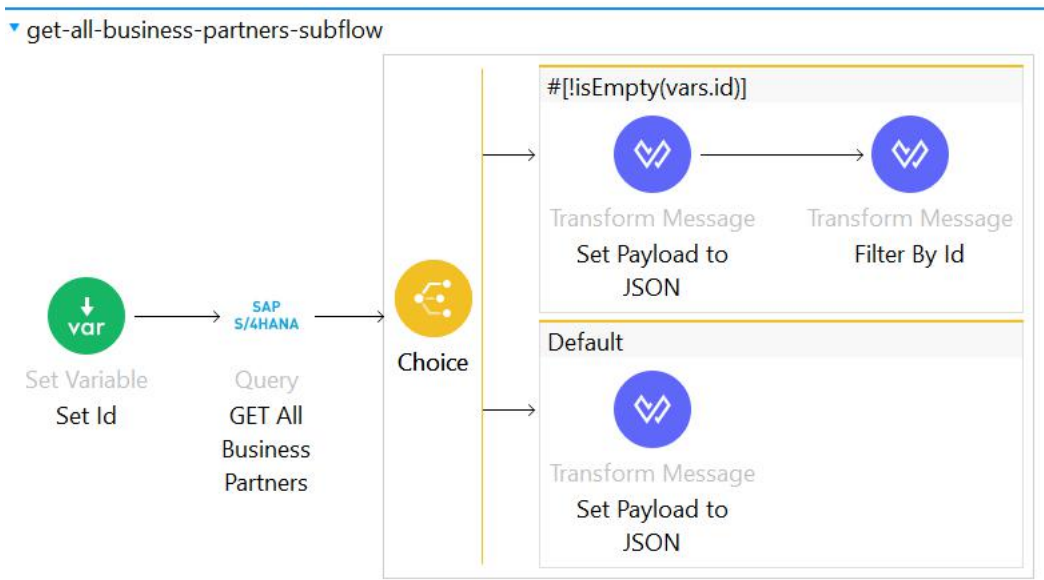 get-all-business-partners-subflow
#[!isEmpty(vars.id)]
Transform Message
Set Payload to
JSON
Transform Message
Filter By Id
var
Set Variable
Set Id
SAP
S/4HANA
Query
GET All
Business
Partners
Choice
Default
Transform Message
Set Payload to
JSON